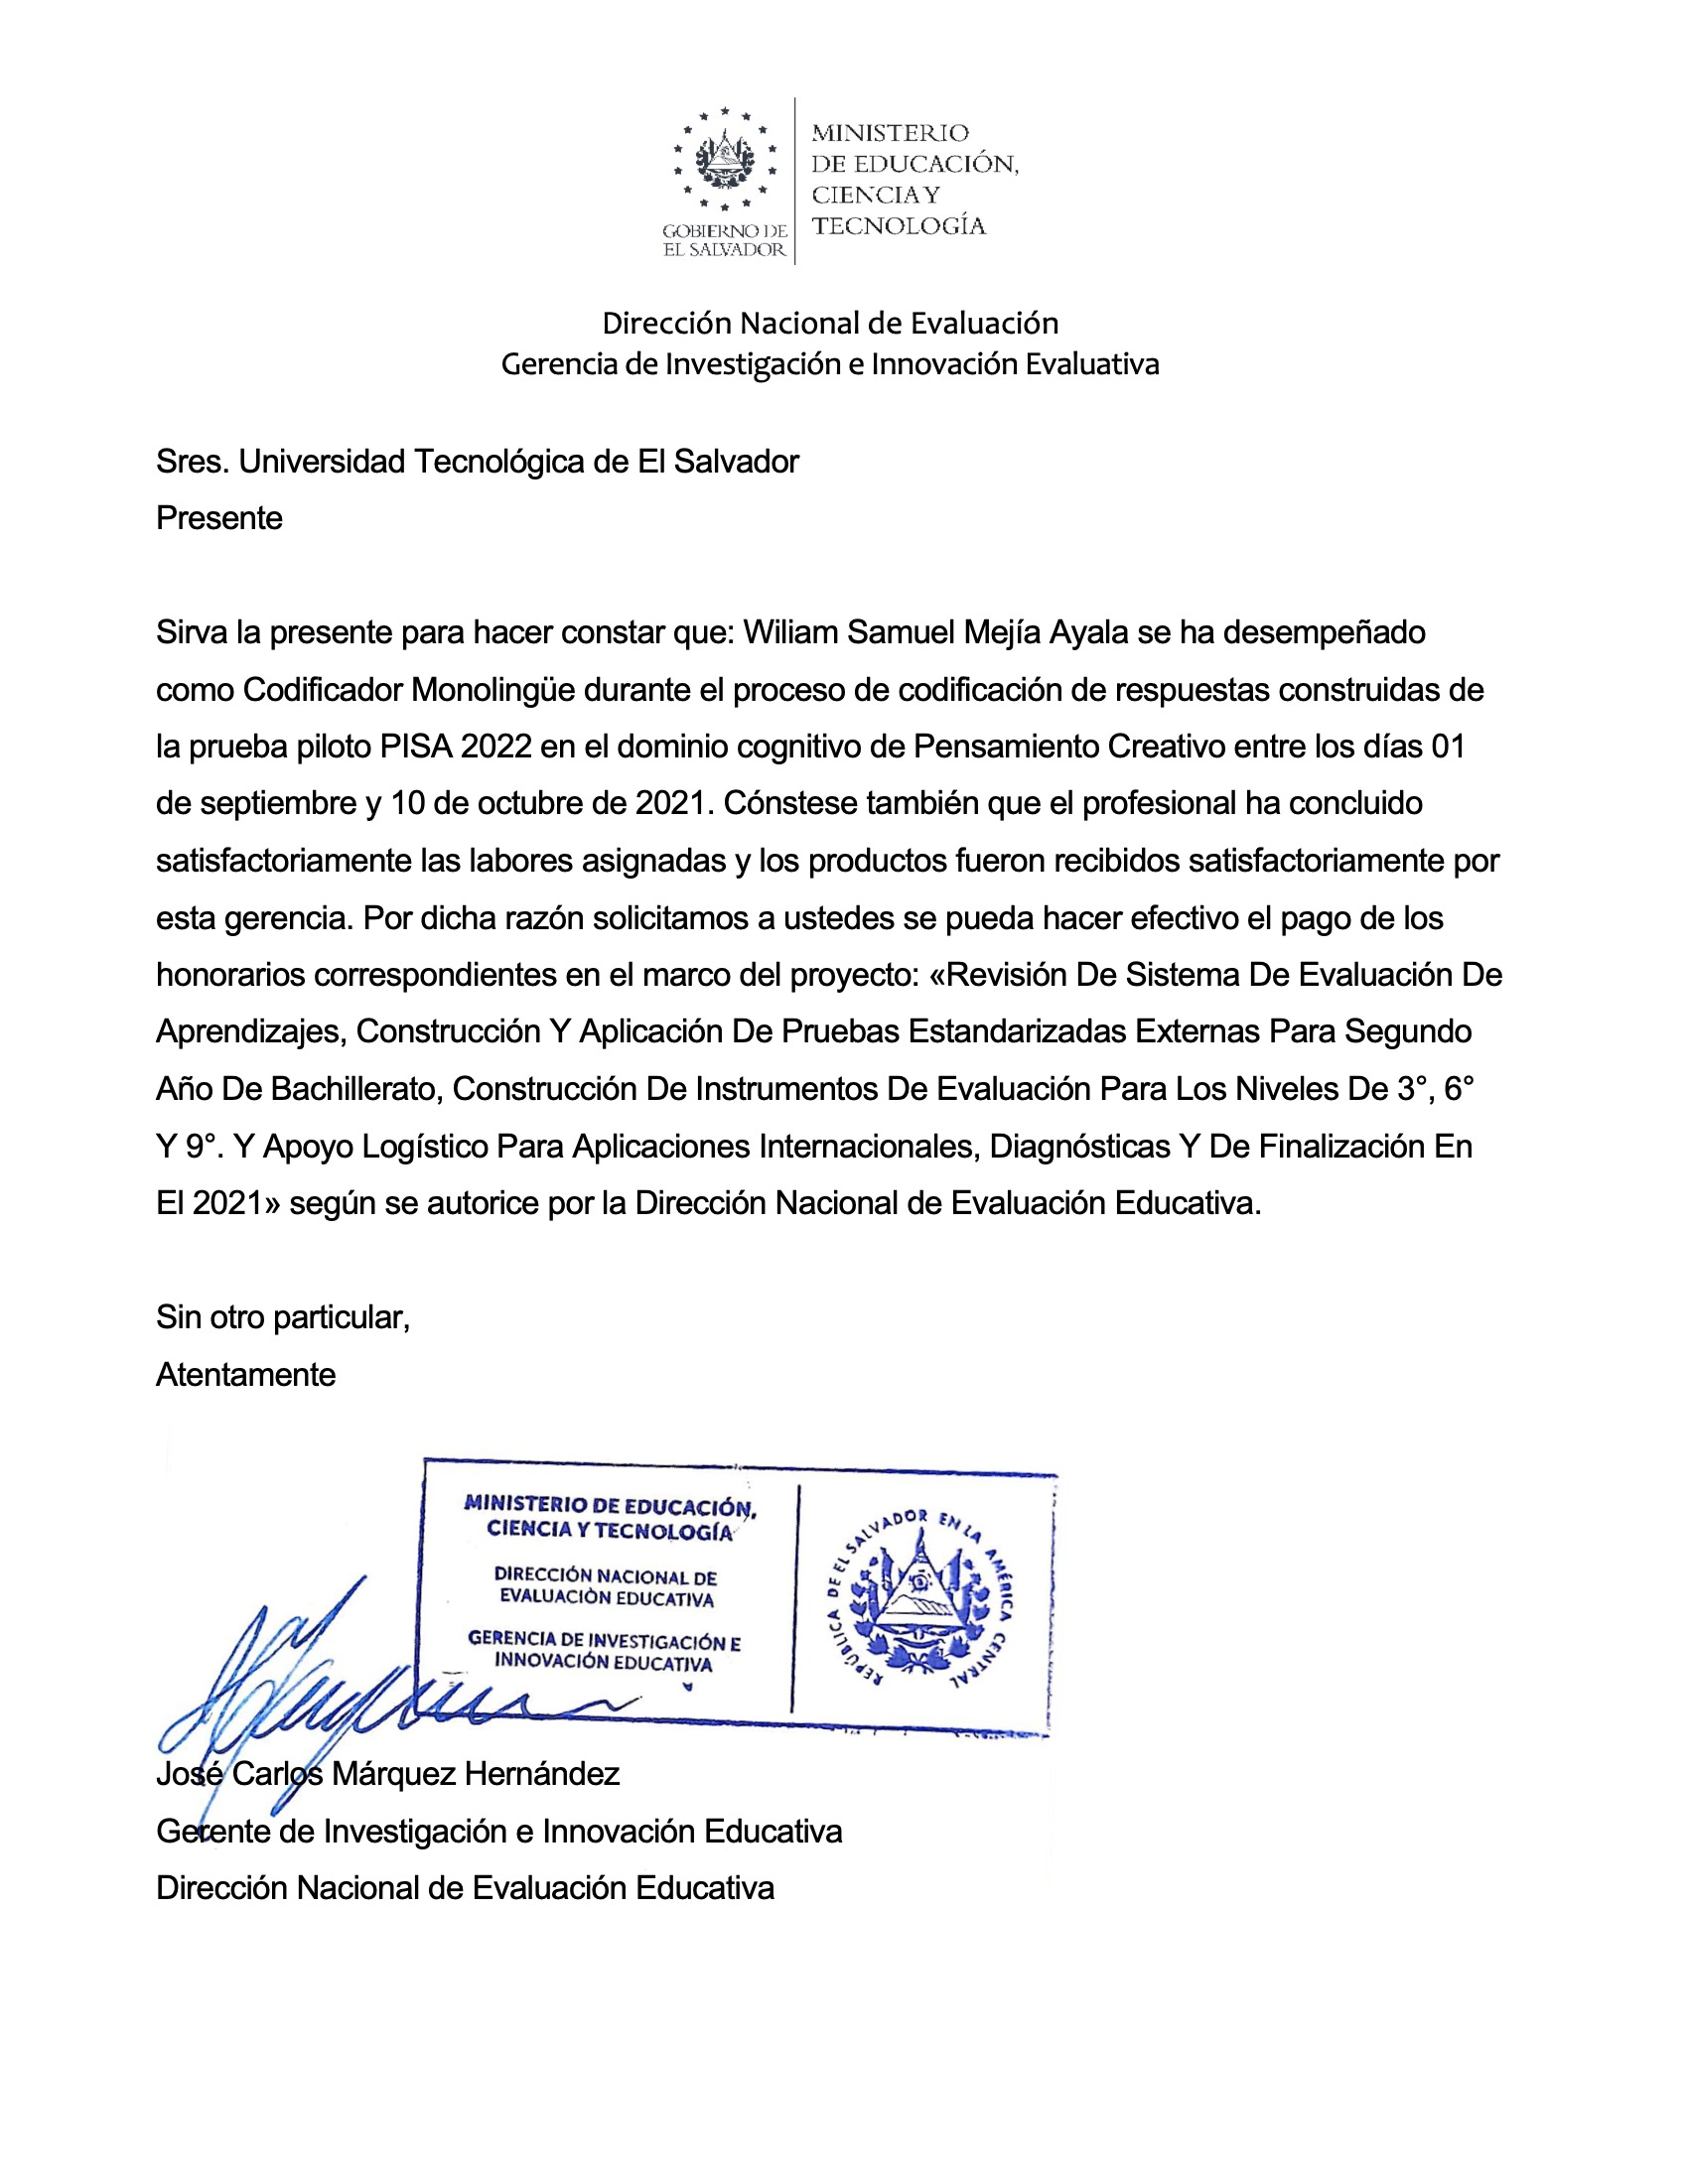 GOBIERNO DE
EL SALVADOR
MINISTERIO
DE EDUCACIÓN,
CIENCIA Y
TECNOLOGÍA
Dirección Nacional de Evaluación
Gerencia de Investigación e Innovación Evaluativa
Sres. Universidad Tecnológica de El Salvador
Presente
Sirva la presente para hacer constar que: Wiliam Samuel Mejía Ayala se ha desempeñado
como Codificador Monolingüe durante el proceso de codificación de respuestas construidas de
la prueba piloto PISA 2022 en el dominio cognitivo de Pensamiento Creativo entre los días 01
de septiembre y 10 de octubre de 2021. Cónstese también que el profesional ha concluido
satisfactoriamente las labores asignadas y los productos fueron recibidos satisfactoriamente por
esta gerencia. Por dicha razón solicitamos a ustedes se pueda hacer efectivo el pago de los
honorarios correspondientes en el marco del proyecto: «Revisión De Sistema De Evaluación De
Aprendizajes, Construcción Y Aplicación De Pruebas Estandarizadas Externas Para Segundo
Año De Bachillerato, Construcción De Instrumentos De Evaluación Para Los Niveles De 3°, 6°
Y 9°. Y Apoyo Logístico Para Aplicaciones Internacionales, Diagnósticas Y De Finalización En
El 2021» según se autorice por la Dirección Nacional de Evaluación Educativa.
Sin otro particular,
Atentamente
MINISTERIO DE EDUCACIÓN,
CIENCIA Y TECNOLOGÍA
DIRECCIÓN NACIONAL DE
EVALUACIÓN EDUCATIVA
GERENCIA DE INVESTIGACIÓN E
INNOVACIÓN EDUCATIVA
REPÚBLICA DE EL SALVADOR EN LA AMÉRICA CENTRAL
José Carlos Márquez Hernández
Gerente de Investigación e Innovación Educativa
Dirección Nacional de Evaluación Educativa